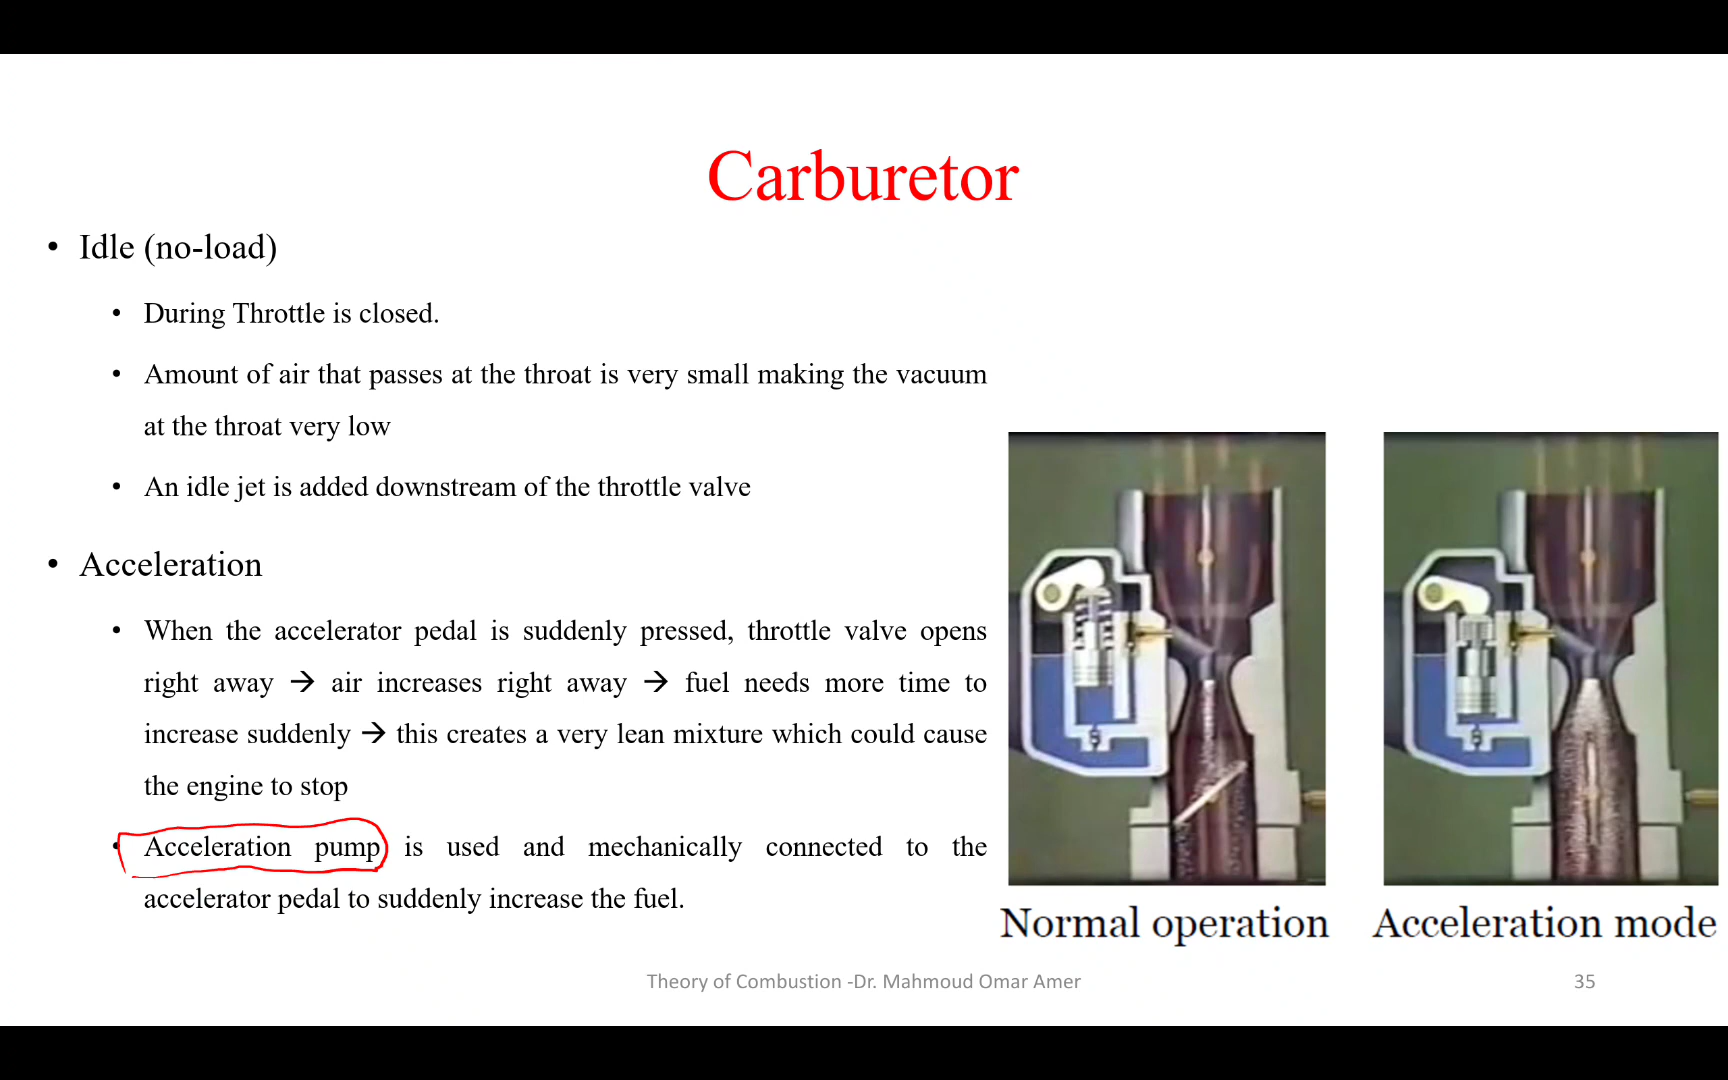 Carburetor
• Idle (no-load)
• During Throttle is closed.
• Amount of air that passes at the throat is very small making the vacuum
at the throat very low
• An idle jet is added downstream of the throttle valve
• Acceleration
• When the accelerator pedal is suddenly pressed, throttle valve opens
right away → air increases right away → fuel needs more time to
increase suddenly → this creates a very lean mixture which could cause
the engine to stop
• Acceleration pump is used and mechanically connected to the
accelerator pedal to suddenly increase the fuel.
Normal operation
Acceleration mode
Theory of Combustion -Dr. Mahmoud Omar Amer
35